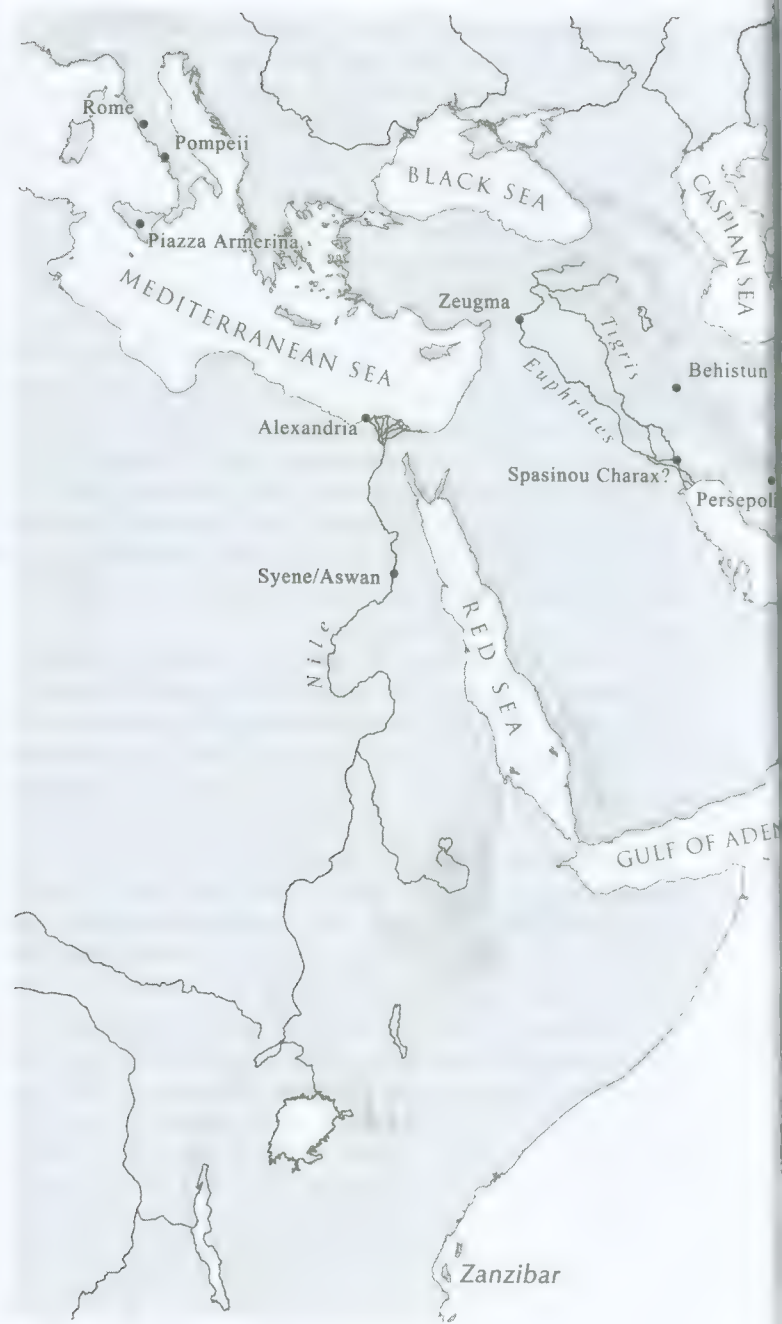 Rome
Pompeii
BLACK SEA
CASPIAN SEA
Piazza Armerina
MEDITERRANEAN SEA
Zeugma
Tigris
Euphrates
Behistun
Alexandria
Spasinou Charax?
Persepoli
Syene/Aswan
Nile
RED SEA
GULF OF ADEN
Zanzibar